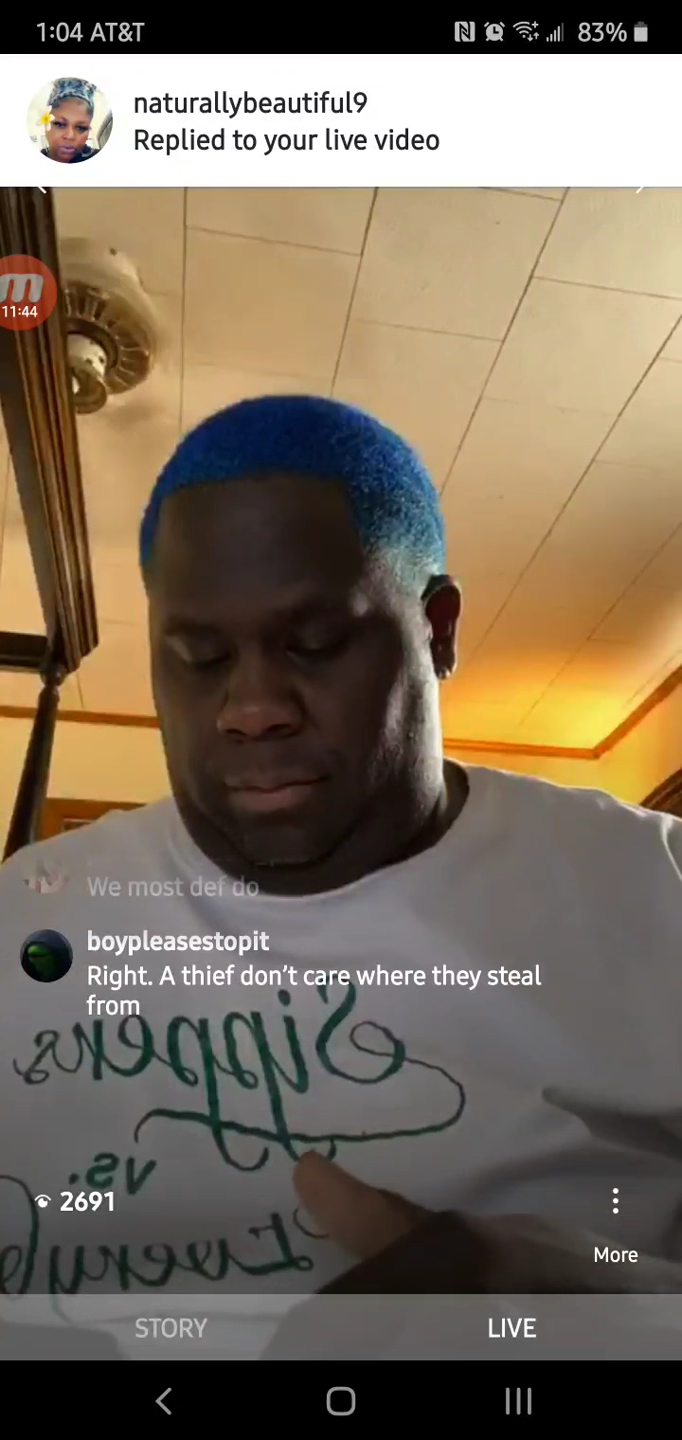 1:04 AT&T
83%
naturallybeautiful9
Replied to your live video
m
11:44
We most def do
boypleasestopit
Right. A thief don't care where they steal
from
Sippers
vs.
2691
More
STORY
LIVE